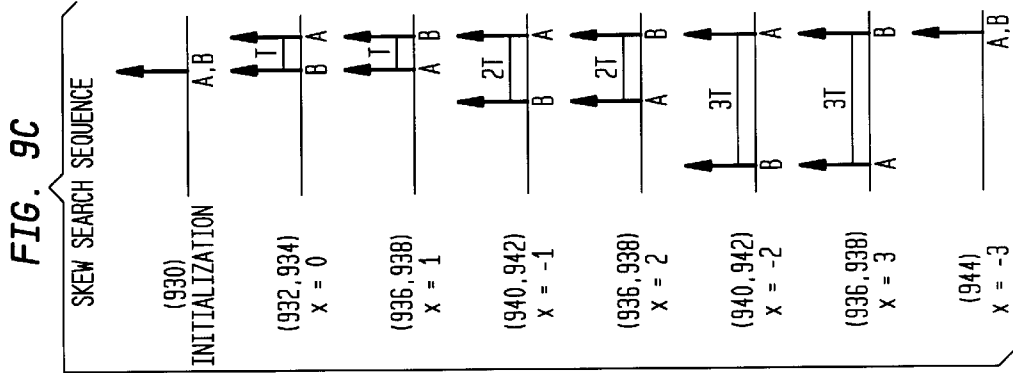 FIG. 9C
SKEW SEARCH SEQUENCE
(930)
INITIALIZATION
A,B
(932,934)
X = 0
T
B
A
(936,938)
X = 1
T
A
B
(940,942)
X = -1
2T
B
A
(936,938)
X = 2
2T
A
B
(940,942)
X = -2
3T
B
A
(936,938)
X = 3
3T
A
B
(944)
X = -3
A,B